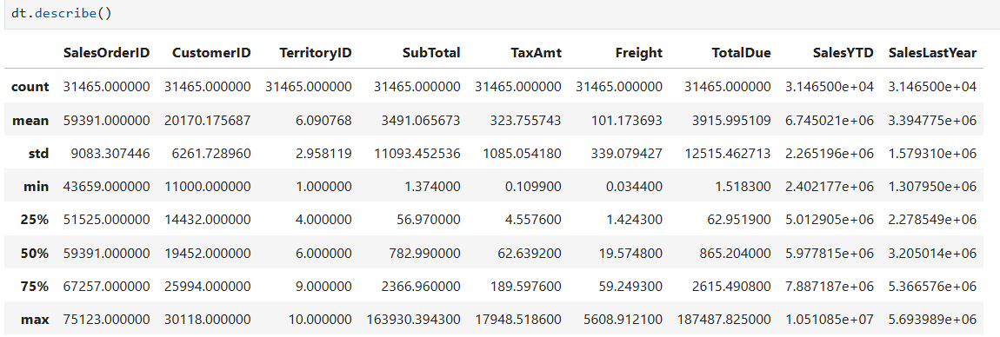 dt.describe()
SalesOrderID CustomerID TerritoryID SubTotal TaxAmt Freight TotalDue SalesYTD SalesLastYear
count 31465.000000 31465.000000 31465.000000 31465.000000 31465.000000 31465.000000 31465.000000 3.146500e+04 3.146500e+04
mean 59391.000000 20170.175687 6.090768 3491.065673 323.755743 101.173693 3915.995109 6.745021e+06 3.394775e+06
std 9083.307446 6261.728960 2.958119 11093.452536 1085.054180 339.079427 12515.462713 2.265196e+06 1.579310e+06
min 43659.000000 11000.000000 1.000000 1.374000 0.109900 0.034400 1.518300 2.402177e+06 1.307950e+06
25% 51525.000000 14432.000000 4.000000 56.970000 4.557600 1.424300 62.951900 5.012905e+06 2.278549e+06
50% 59391.000000 19452.000000 6.000000 782.990000 62.639200 19.574800 865.204000 5.977815e+06 3.205014e+06
75% 67257.000000 25994.000000 9.000000 2366.960000 189.597600 59.249300 2615.490800 7.887187e+06 5.366576e+06
max 75123.000000 30118.000000 10.000000 163930.394300 17948.518600 5608.912100 187487.825000 1.051085e+07 5.693989e+06